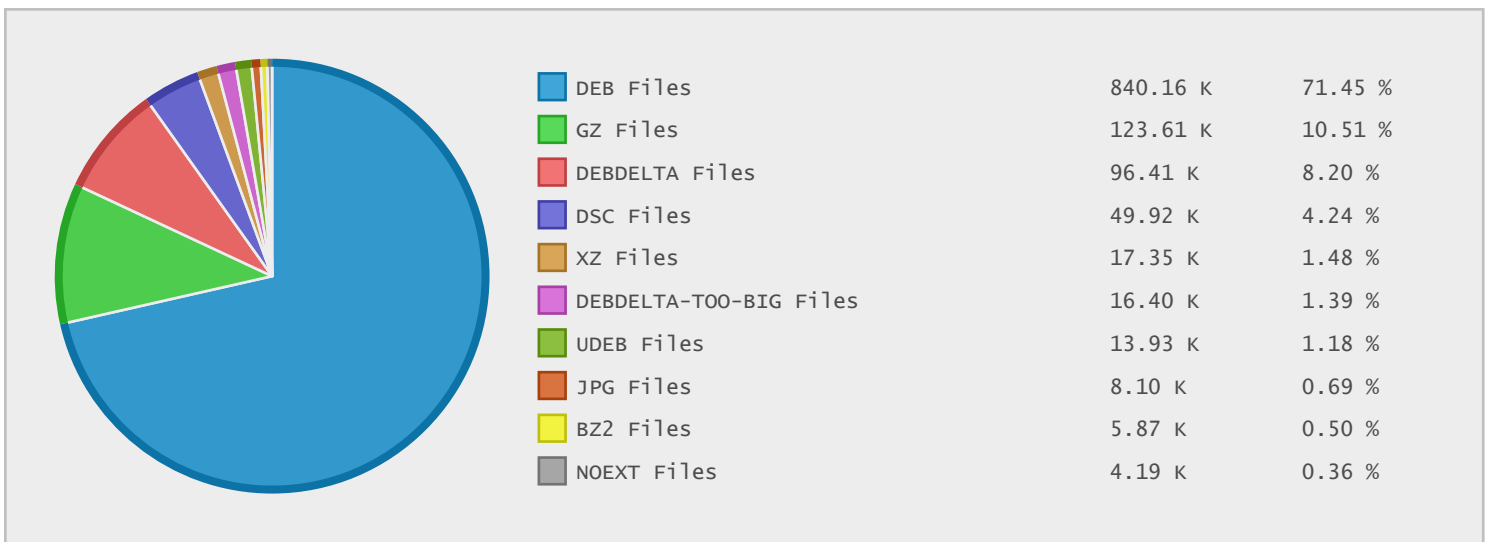 DEB Files 840.16 K 71.45 %
GZ Files 123.61 K 10.51 %
DEBDELTA Files 96.41 K 8.20 %
DSC Files 49.92 K 4.24 %
XZ Files 17.35 K 1.48 %
DEBDELTA-TOO-BIG Files 16.40 K 1.39 %
UDEB Files 13.93 K 1.18 %
JPG Files 8.10 K 0.69 %
BZ2 Files 5.87 K 0.50 %
NOEXT Files 4.19 K 0.36 %